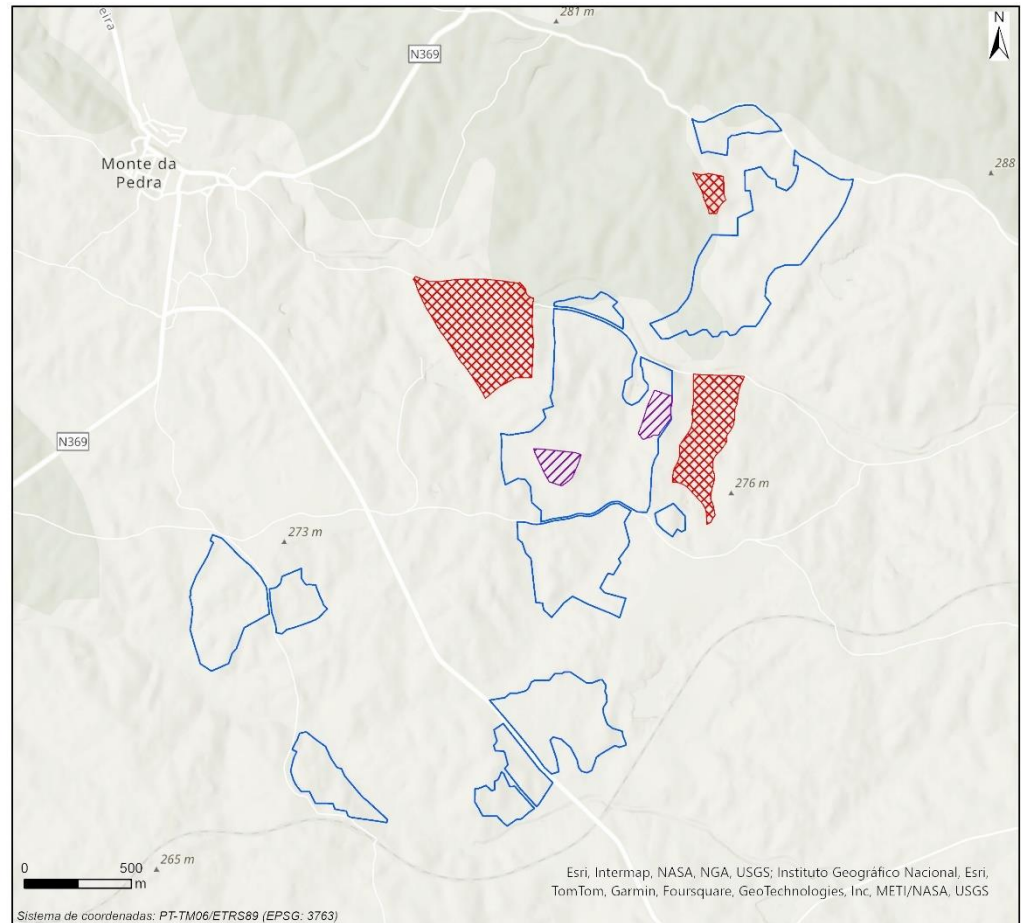 eira
281 m
N
N369
Monte da
Pedra
288
N369
276 m
273 m
265 m
0 500
m
Esri, Intermap, NASA, NGA, USGS; Instituto Geográfico Nacional, Esri,
TomTom, Garmin, Foursquare, GeoTechnologies, Inc, METI/NASA, USGS
Sistema de coordenadas: PT-TM06/ETRS89 (EPSG: 3763)